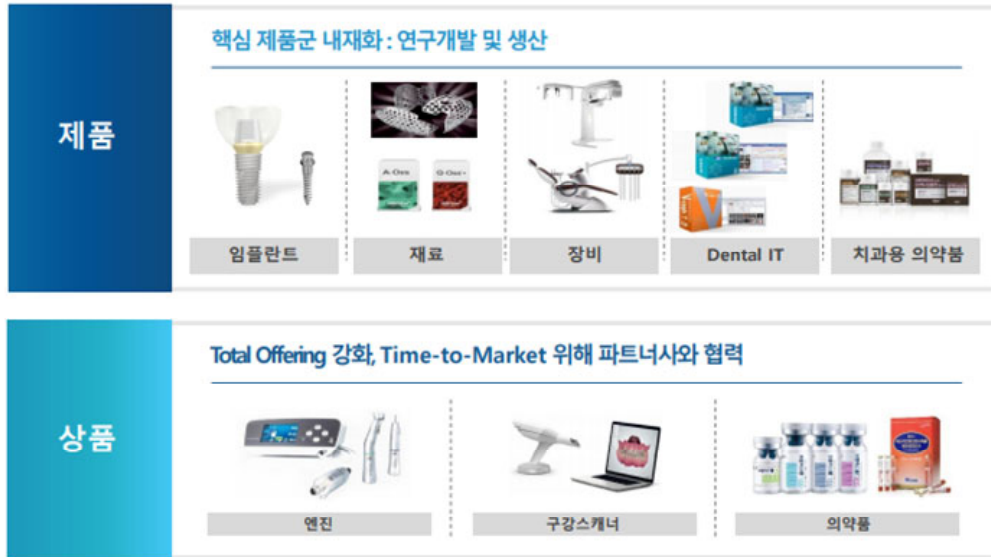 핵심 제품군 내재화 : 연구개발 및 생산
제품
A-Oss
Q-Oss+
임플란트
재료
장비
Dental IT
치과용 의약품
Total Offering 강화, Time-to-Market 위해 파트너사와 협력
상품
엔진
구강스캐너
의약품